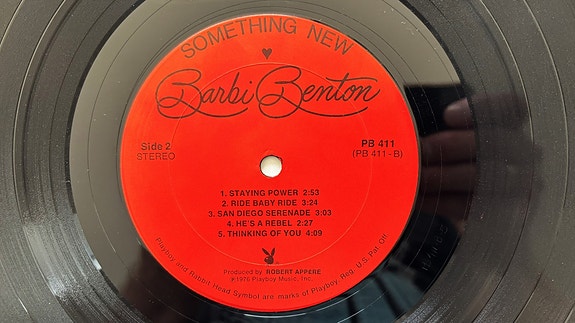 SOMETHING NEW
Barbi Benton
Side 2
STEREO
PB 411
(PB 411-B)
1. STAYING POWER 2:53
2. RIDE BABY RIDE 3:24
3. SAN DIEGO SERENADE 3:03
4. HE'S A REBEL 2:27
5. THINKING OF YOU 4:09
Produced by ROBERT APPERE
℗1976 Playboy Music, Inc.
Playboy and Rabbit Head Symbol are marks of Playboy Reg. U.S. Pat. Off.